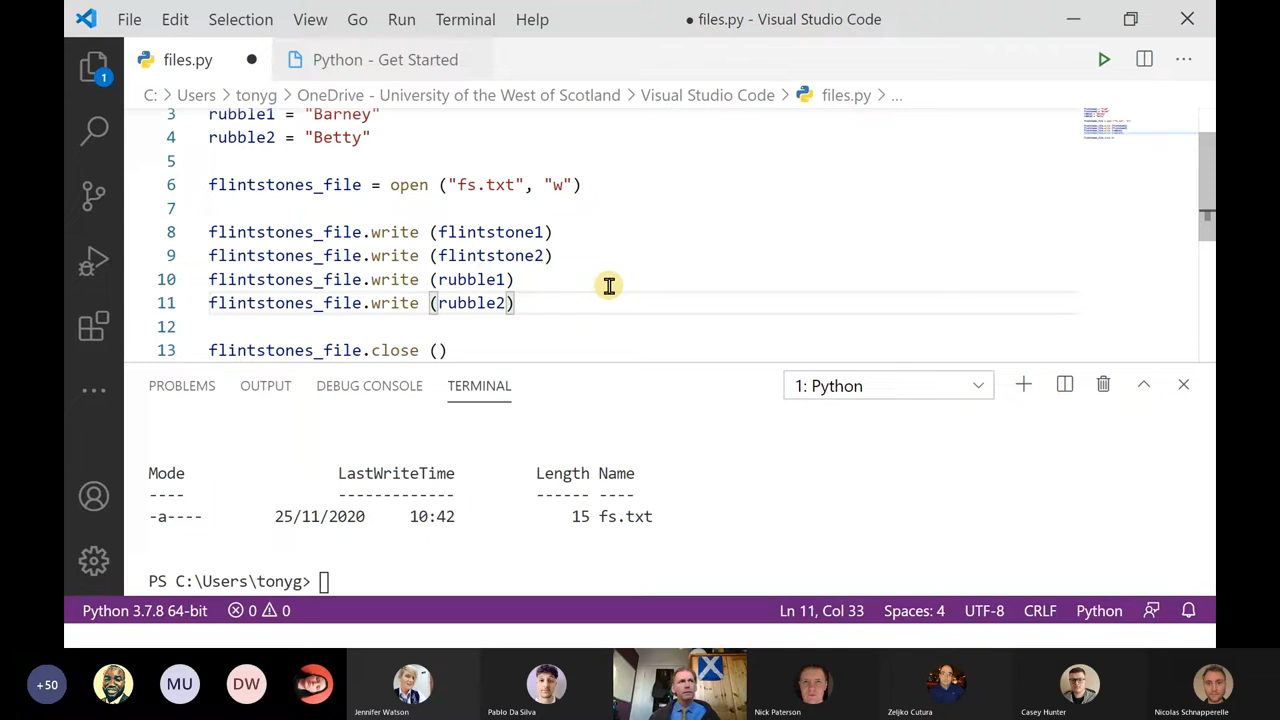 File Edit Selection View Go Run Terminal Help ● files.py - Visual Studio Code
files.py Python - Get Started
C: > Users > tonyg > OneDrive - University of the West of Scotland > Visual Studio Code > files.py > ...
1
3 rubble1 = "Barney"
4 rubble2 = "Betty"
5
6 flintstones_file = open ("fs.txt", "w")
7
8 flintstones_file.write (flintstone1)
9 flintstones_file.write (flintstone2)
10 flintstones_file.write (rubble1)
11 flintstones_file.write (rubble2)
12
13 flintstones_file.close ()
PROBLEMS OUTPUT DEBUG CONSOLE TERMINAL 1: Python
Mode LastWriteTime Length Name
---- ------------- ------ ----
-a---- 25/11/2020 10:42 15 fs.txt
PS C:\Users\tonyg>
Python 3.7.8 64-bit 0 0 Ln 11, Col 33 Spaces: 4 UTF-8 CRLF Python
+50 MU DW
Jennifer Watson Pablo Da Silva Nick Paterson Zeljko Cutura Casey Hunter Nicolas Schnapperelle